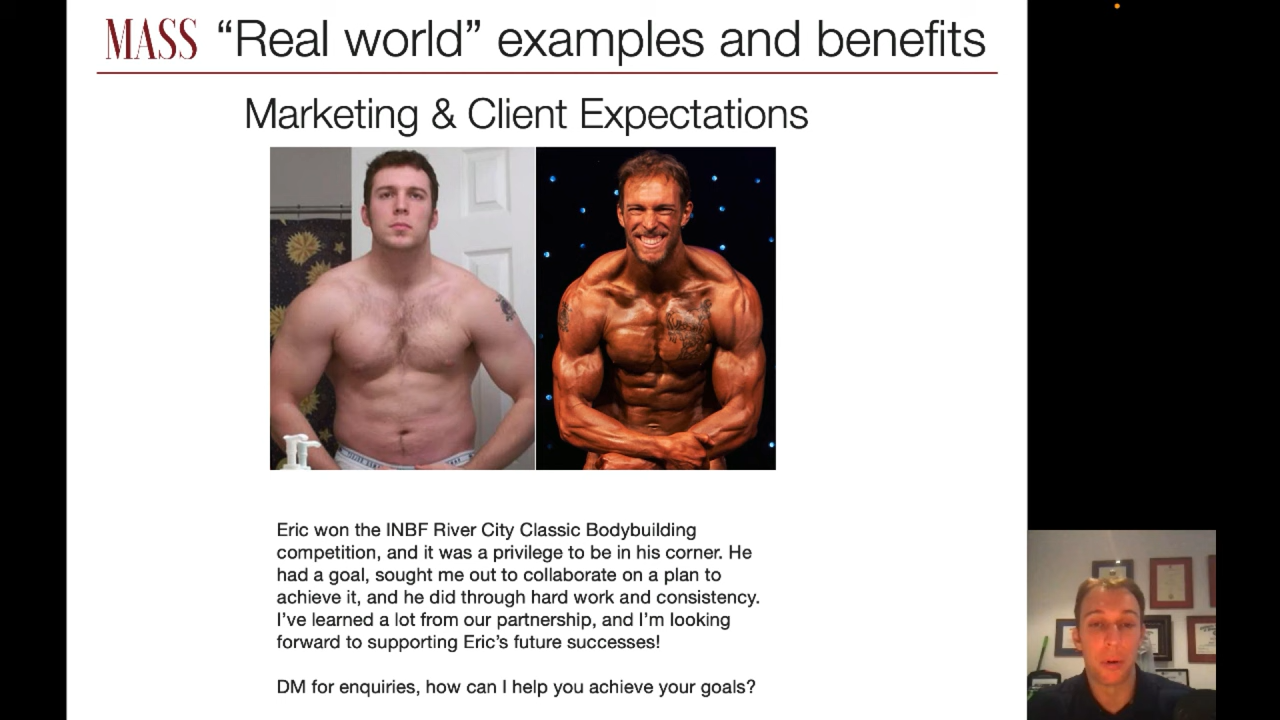 MASS “Real world” examples and benefits
Marketing & Client Expectations
Eric won the INBF River City Classic Bodybuilding
competition, and it was a privilege to be in his corner. He
had a goal, sought me out to collaborate on a plan to
achieve it, and he did through hard work and consistency.
I’ve learned a lot from our partnership, and I’m looking
forward to supporting Eric’s future successes!
DM for enquiries, how can I help you achieve your goals?